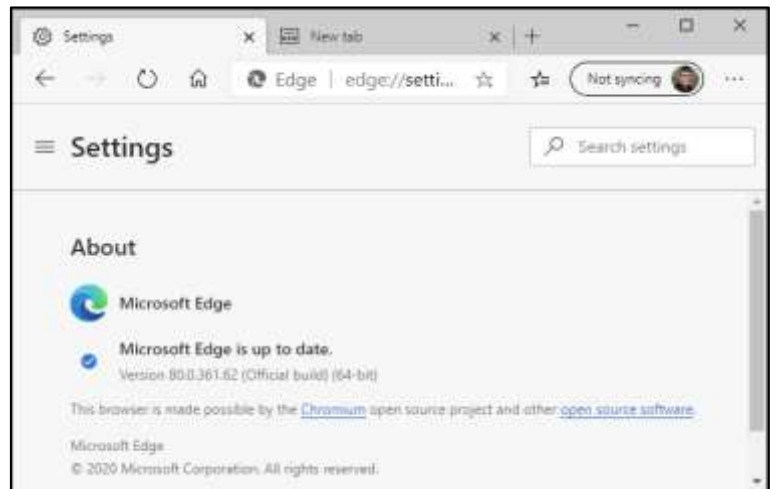 Settings
New tab
Edge | edge://setti...
Not syncing
Settings
Search settings
About
Microsoft Edge
Microsoft Edge is up to date.
Version 80.0.361.62 (Official build) (64-bit)
This browser is made possible by the Chromium open source project and other open source software.
Microsoft Edge
© 2020 Microsoft Corporation. All rights reserved.